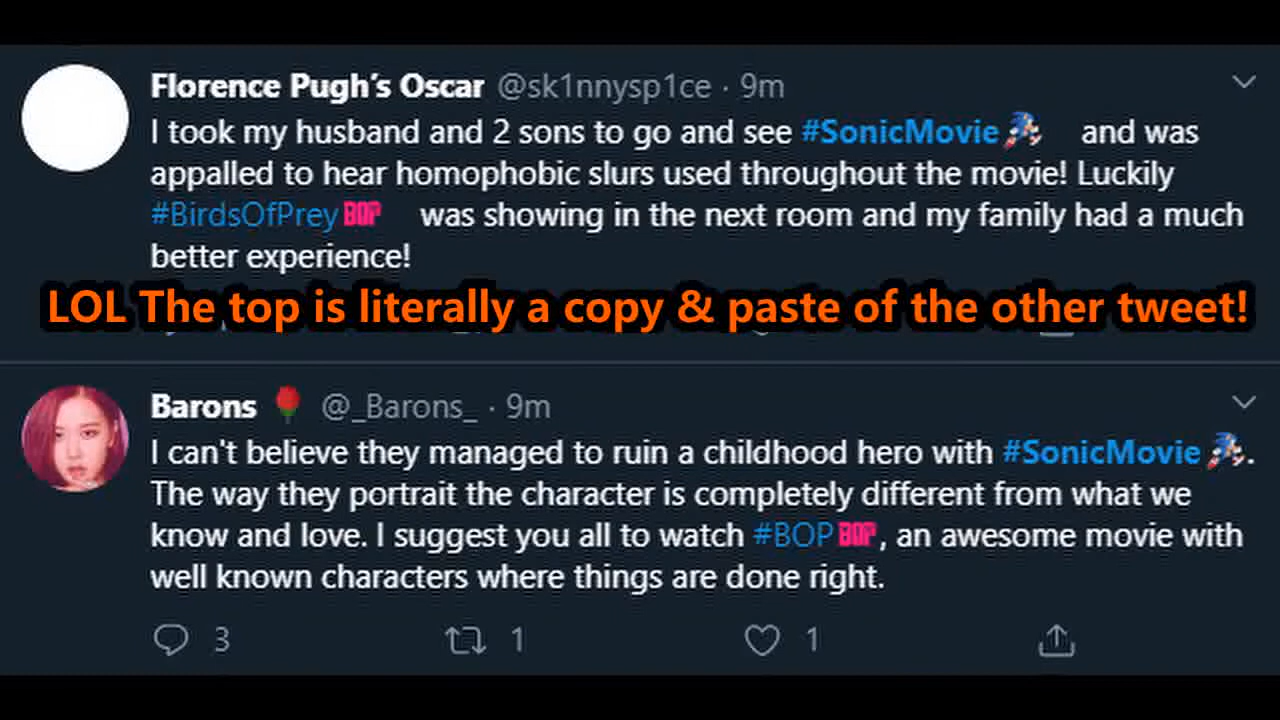 Florence Pugh’s Oscar @sk1nnysp1ce · 9m
I took my husband and 2 sons to go and see #SonicMovie and was
appalled to hear homophobic slurs used throughout the movie! Luckily
#BirdsOfPrey BOP was showing in the next room and my family had a much
better experience!
LOL The top is literally a copy & paste of the other tweet!
Barons @_Barons_ · 9m
I can't believe they managed to ruin a childhood hero with #SonicMovie.
The way they portrait the character is completely different from what we
know and love. I suggest you all to watch #BOP BOP, an awesome movie with
well known characters where things are done right.
3 1 1